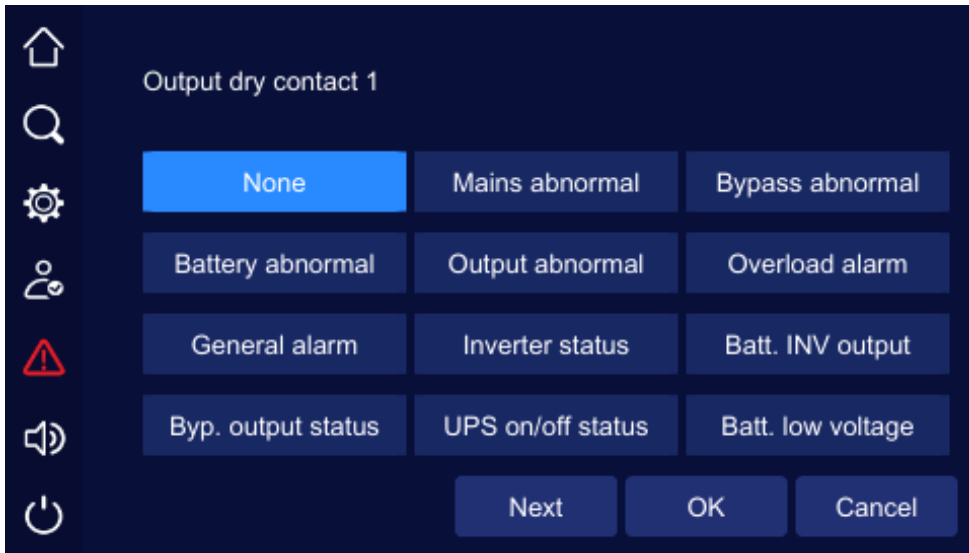 Output dry contact 1
None Mains abnormal Bypass abnormal
Battery abnormal Output abnormal Overload alarm
General alarm Inverter status Batt. INV output
Byp. output status UPS on/off status Batt. low voltage
Next OK Cancel